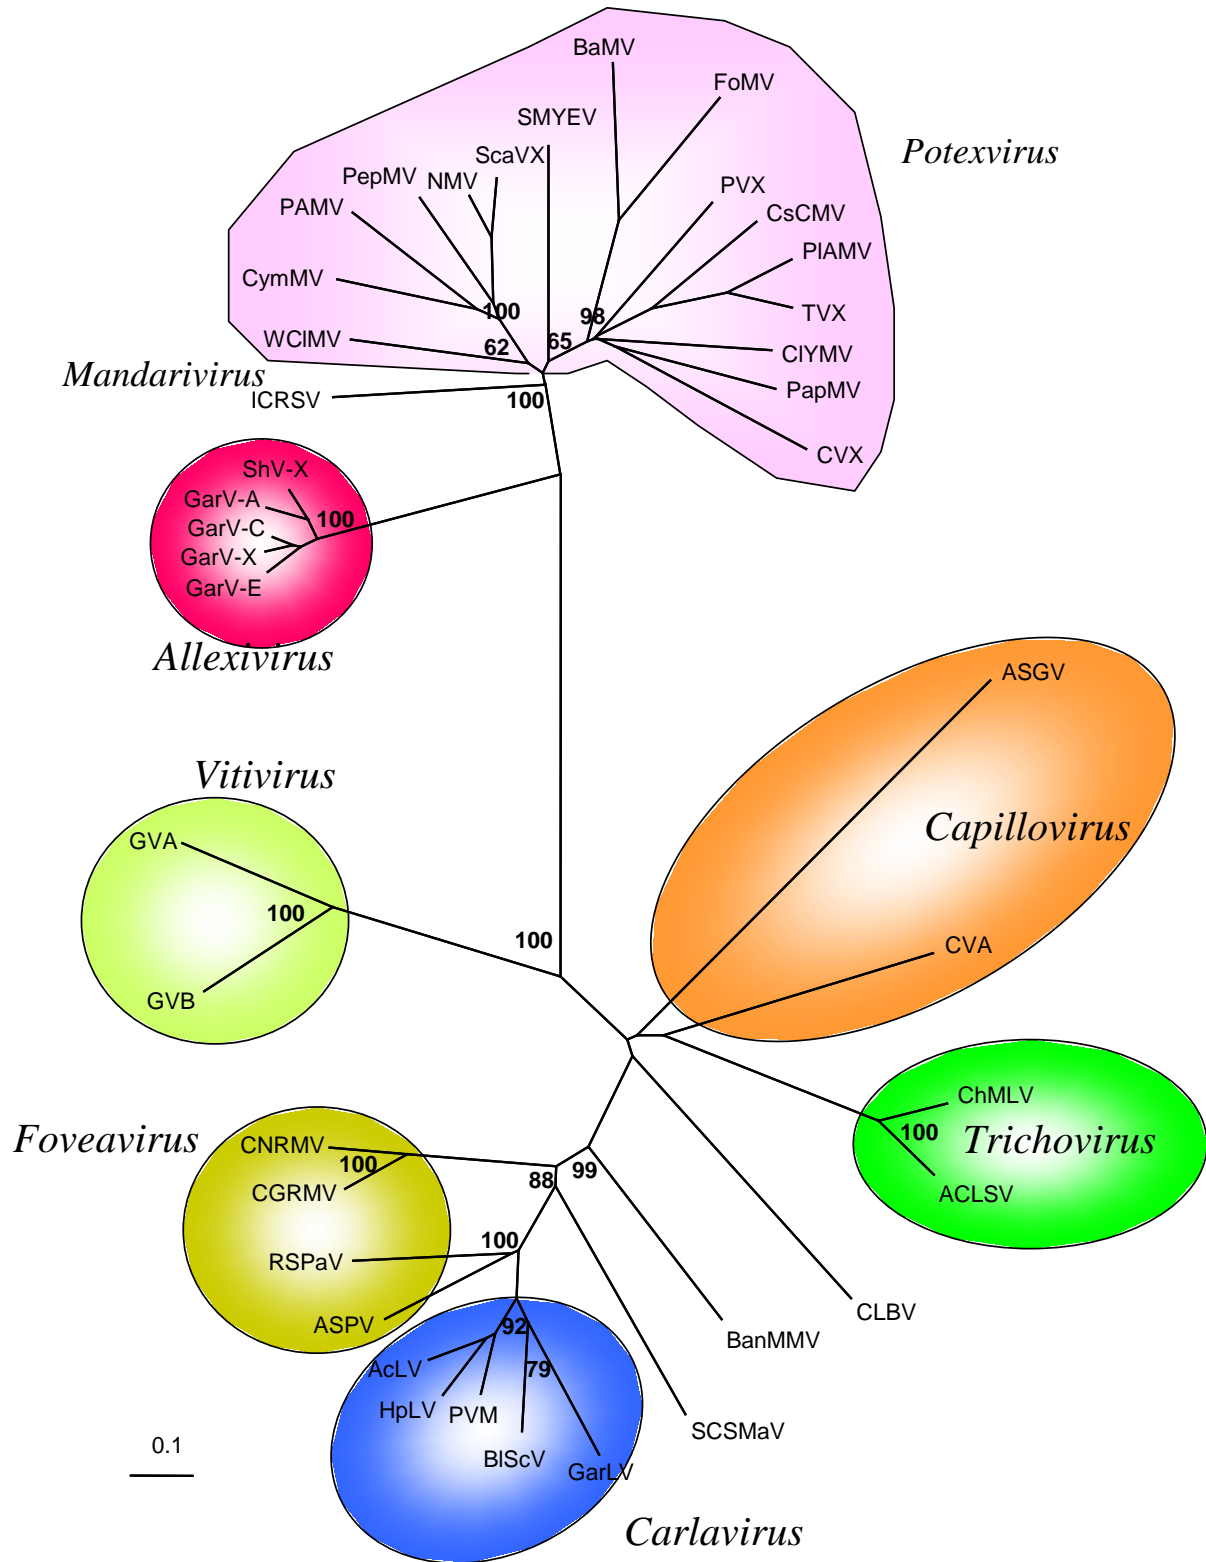 BaMV
FoMV
SMYEV
Potexvirus
ScaVX
PepMV
NMV
PVX
PAMV
CsCMV
PlAMV
CymMV
100
98
TVX
WClMV
62
65
ClYMV
Mandarivirus
PapMV
ICRSV
100
CVX
ShV-X
GarV-A
100
GarV-C
GarV-X
GarV-E
Allexivirus
ASGV
Vitivirus
Capillovirus
GVA
100
100
CVA
GVB
ChMLV
Foveavirus
CNRMV
100
Trichovirus
100
88
99
CGRMV
ACLSV
100
RSPaV
CLBV
ASPV
92
BanMMV
AcLV
79
HpLV
PVM
SCSMaV
0.1
BlScV
GarLV
Carlavirus